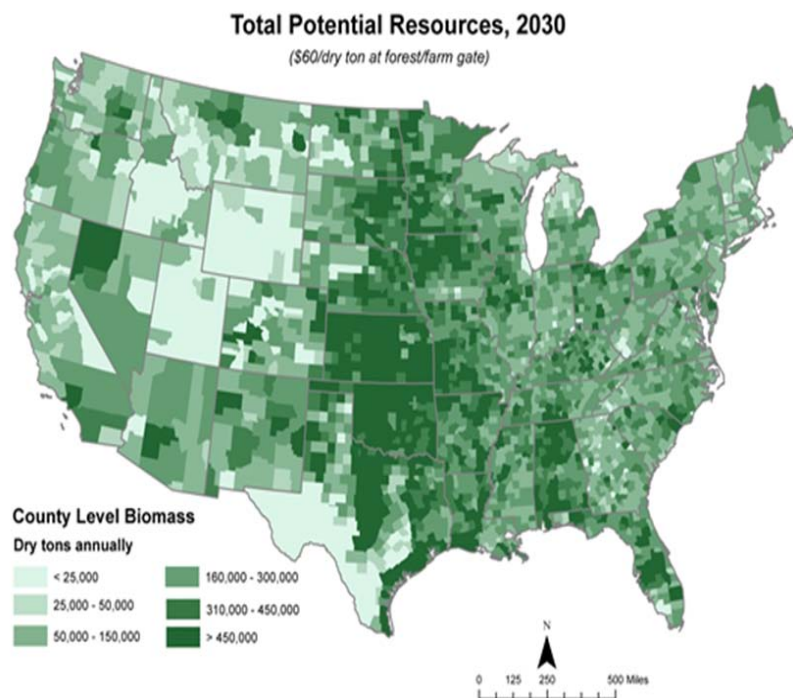 Total Potential Resources, 2030
($60/dry ton at forest/farm gate)
County Level Biomass
Dry tons annually
< 25,000
25,000 - 50,000
50,000 - 150,000
160,000 - 300,000
310,000 - 450,000
> 450,000
N
0 125 250 500 Miles